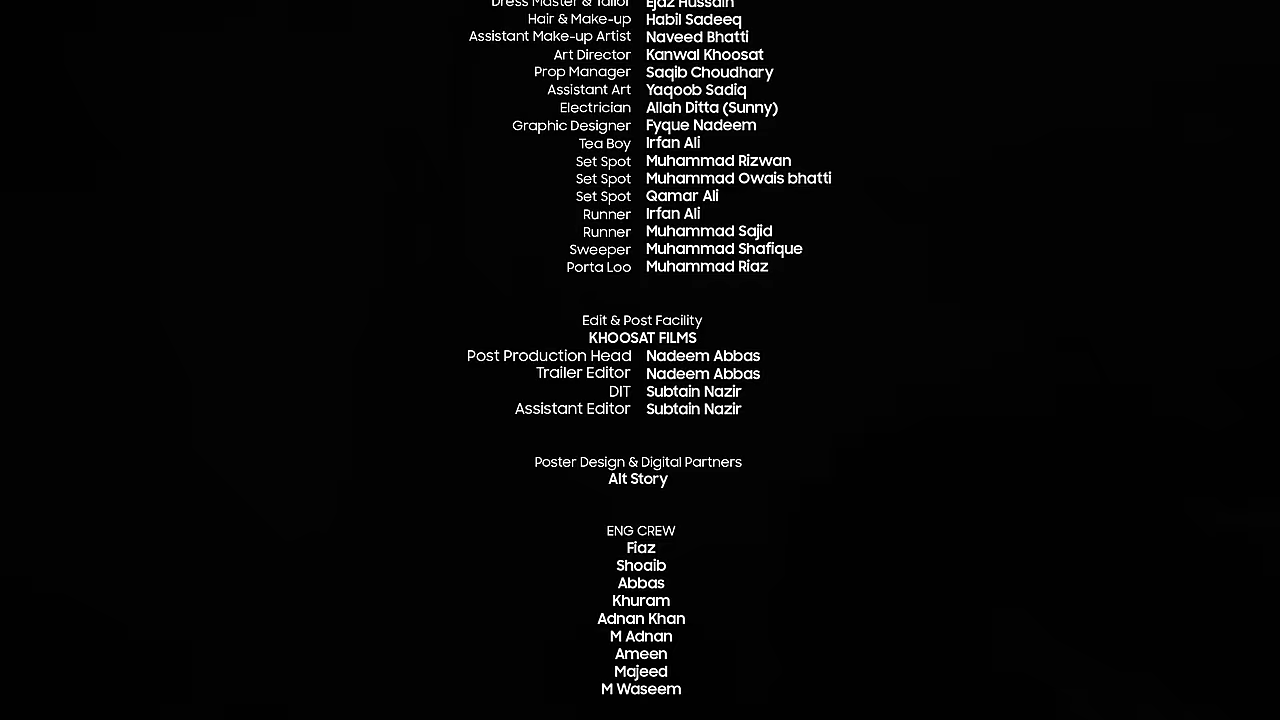 Dress Master & Tailor Ejaz Hussain
Hair & Make-up Habil Sadeeq
Assistant Make-up Artist Naveed Bhatti
Art Director Kanwal Khoosat
Prop Manager Saqib Choudhary
Assistant Art Yaqoob Sadiq
Electrician Allah Ditta (Sunny)
Graphic Designer Fyque Nadeem
Tea Boy Irfan Ali
Set Spot Muhammad Rizwan
Set Spot Muhammad Owais bhatti
Set Spot Qamar Ali
Runner Irfan Ali
Runner Muhammad Sajid
Sweeper Muhammad Shafique
Porta Loo Muhammad Riaz
Edit & Post Facility
KHOOSAT FILMS
Post Production Head Nadeem Abbas
Trailer Editor Nadeem Abbas
DIT Subtain Nazir
Assistant Editor Subtain Nazir
Poster Design & Digital Partners
Alt Story
ENG CREW
Fiaz
Shoaib
Abbas
Khuram
Adnan Khan
M Adnan
Ameen
Majeed
M Waseem